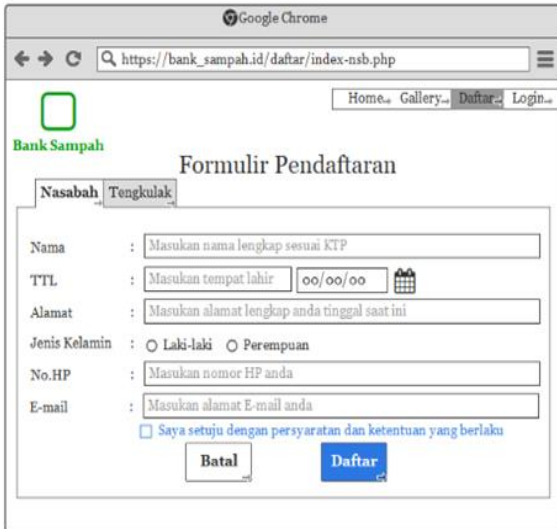 Google Chrome
https://bank_sampah.id/daftar/index-nsb.php
Home Gallery Daftar Login
Bank Sampah
Formulir Pendaftaran
Nasabah Tengkulak
Nama : Masukan nama lengkap sesuai KTP
TTL : Masukan tempat lahir 00/00/00
Alamat : Masukan alamat lengkap anda tinggal saat ini
Jenis Kelamin : Laki-laki Perempuan
No.HP : Masukan nomor HP anda
E-mail : Masukan alamat E-mail anda
Saya setuju dengan persyaratan dan ketentuan yang berlaku
Batal Daftar